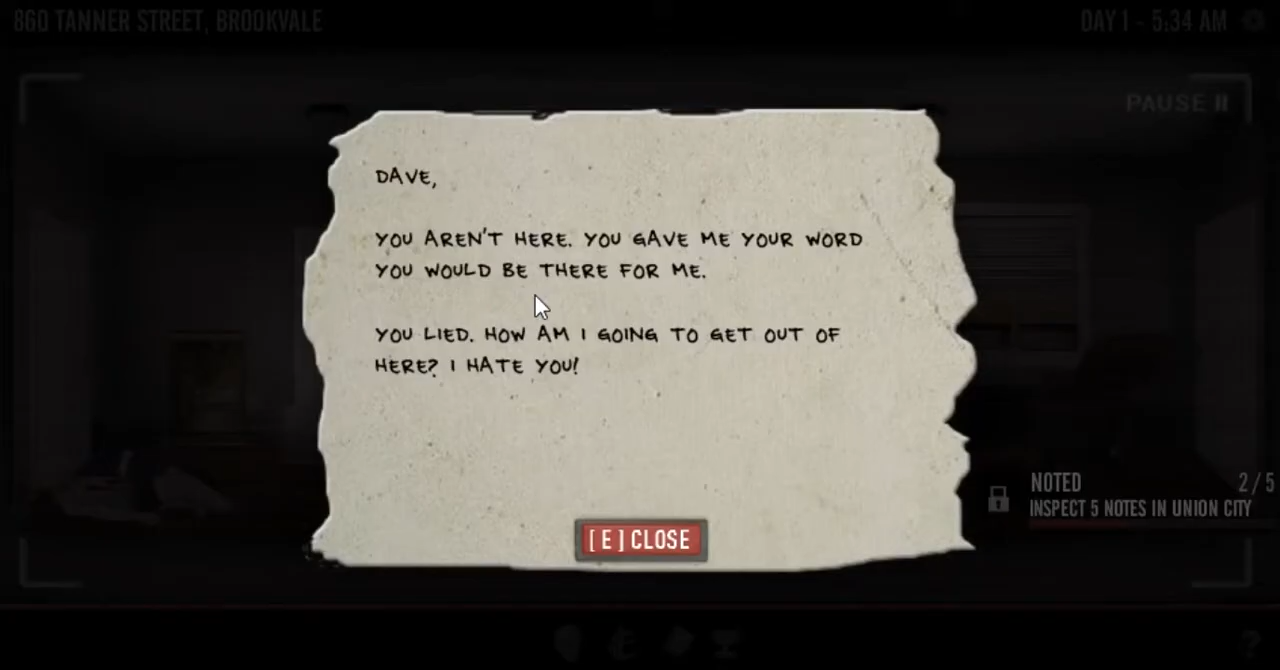 860 TANNER STREET, BROOKVALE
DAY 1 - 5:34 AM
PAUSE II
DAVE,
YOU AREN'T HERE. YOU GAVE ME YOUR WORD
YOU WOULD BE THERE FOR ME.
YOU LIED. HOW AM I GOING TO GET OUT OF
HERE? I HATE YOU!
NOTED 2 / 5
INSPECT 5 NOTES IN UNION CITY
[ E ] CLOSE
?